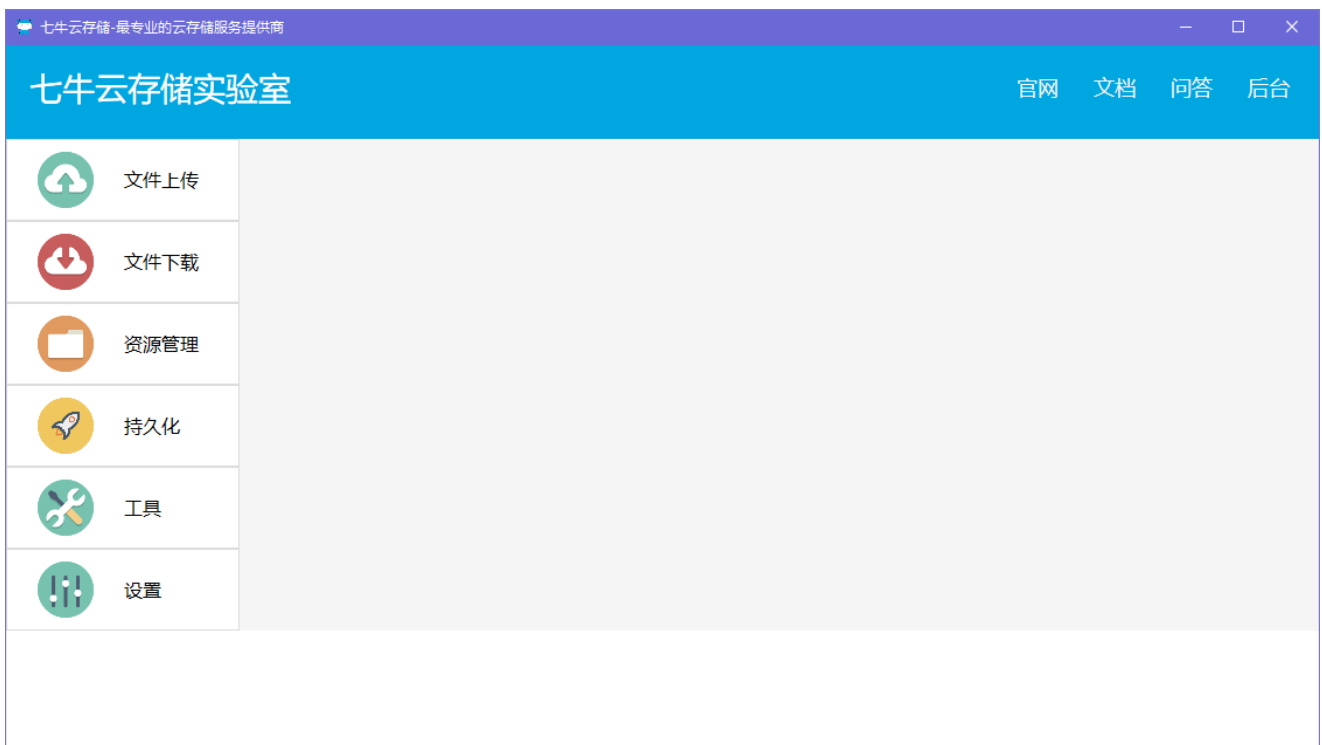 七牛云存储-最专业的云存储服务提供商
七牛云存储实验室
官网 文档 问答 后台
文件上传
文件下载
资源管理
持久化
工具
设置